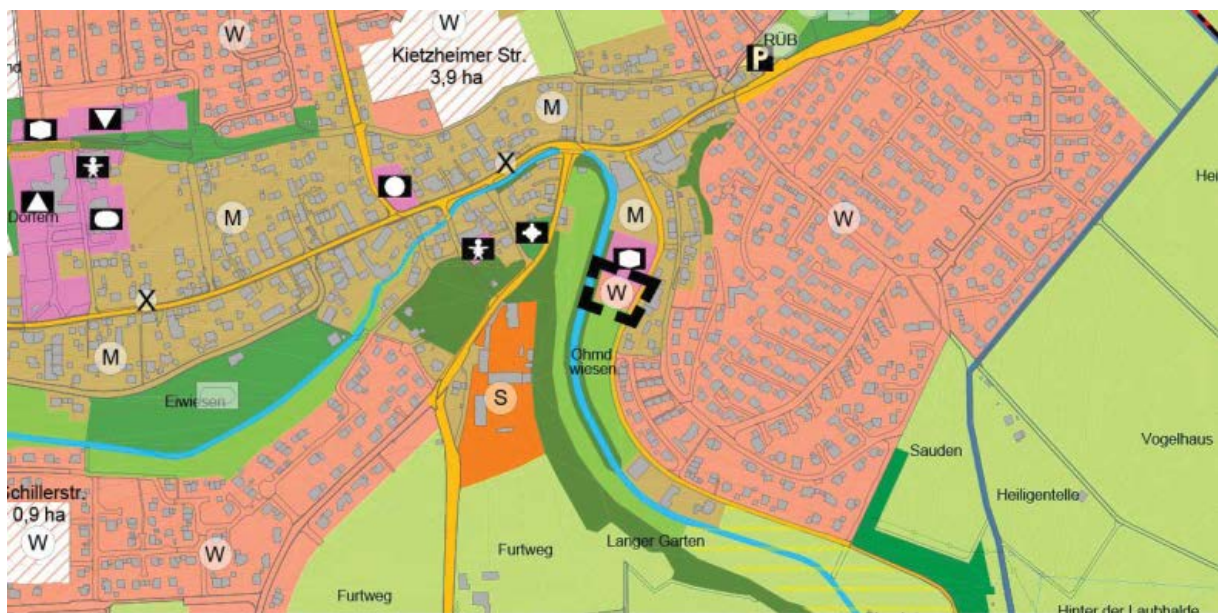 W
W
Kietzheimer Str.
3,9 ha
RÜB
P
M
X
Dorfern
M
W
M
W
X
M
Ohmd
wiesen
S
Eiwiesen
Sauden
Vogelhaus
Heiligentelle
Schillerstr.
0,9 ha
W
W
Furtweg
Langer Garten
Furtweg
Hinter der Laubhalde